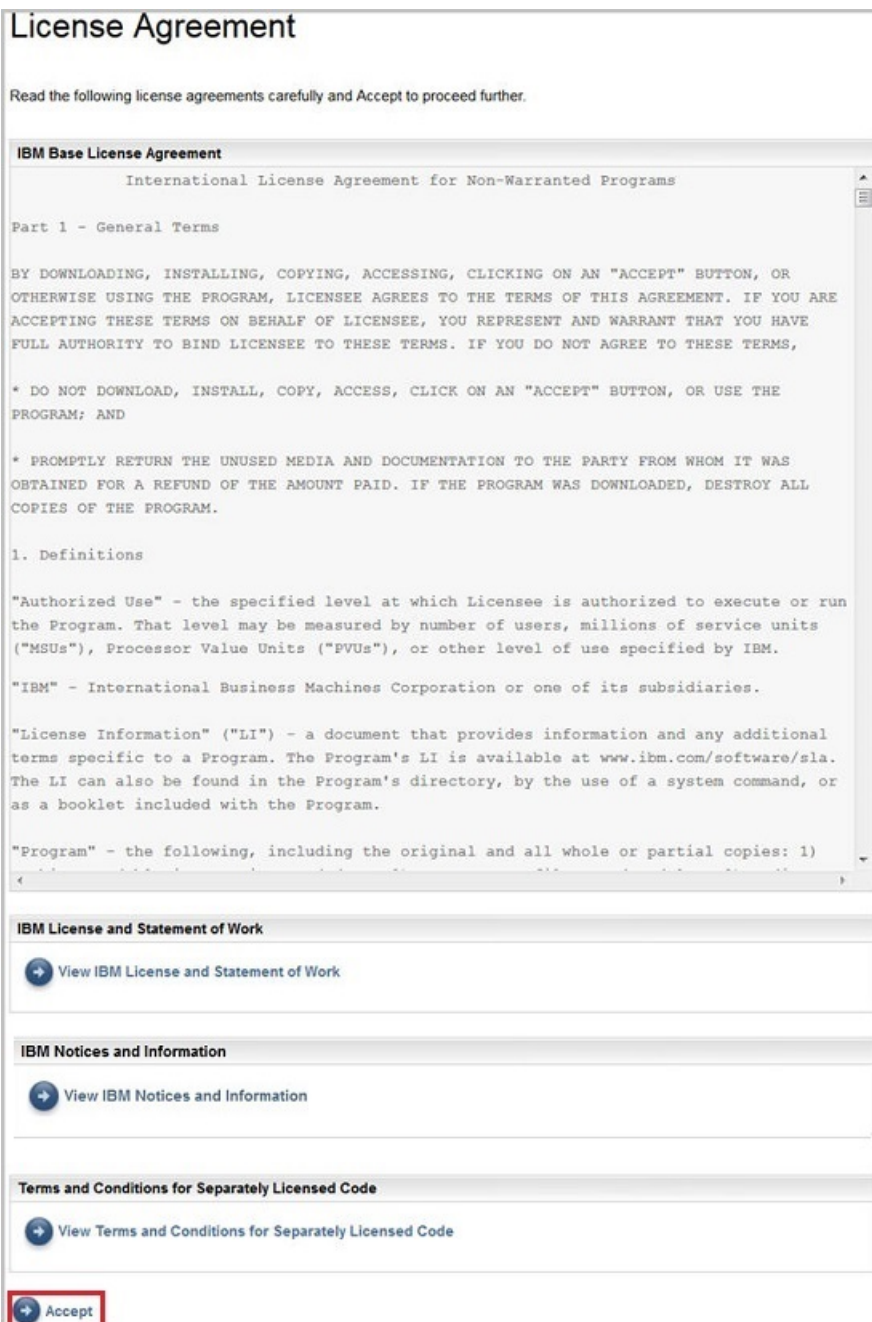 License Agreement
Read the following license agreements carefully and Accept to proceed further.
IBM Base License Agreement
International License Agreement for Non-Warranted Programs
Part 1 - General Terms
BY DOWNLOADING, INSTALLING, COPYING, ACCESSING, CLICKING ON AN "ACCEPT" BUTTON, OR
OTHERWISE USING THE PROGRAM, LICENSEE AGREES TO THE TERMS OF THIS AGREEMENT. IF YOU ARE
ACCEPTING THESE TERMS ON BEHALF OF LICENSEE, YOU REPRESENT AND WARRANT THAT YOU HAVE
FULL AUTHORITY TO BIND LICENSEE TO THESE TERMS. IF YOU DO NOT AGREE TO THESE TERMS,
* DO NOT DOWNLOAD, INSTALL, COPY, ACCESS, CLICK ON AN "ACCEPT" BUTTON, OR USE THE
PROGRAM; AND
* PROMPTLY RETURN THE UNUSED MEDIA AND DOCUMENTATION TO THE PARTY FROM WHOM IT WAS
OBTAINED FOR A REFUND OF THE AMOUNT PAID. IF THE PROGRAM WAS DOWNLOADED, DESTROY ALL
COPIES OF THE PROGRAM.
1. Definitions
"Authorized Use" - the specified level at which Licensee is authorized to execute or run
the Program. That level may be measured by number of users, millions of service units
("MSUs"), Processor Value Units ("PVUs"), or other level of use specified by IBM.
"IBM" - International Business Machines Corporation or one of its subsidiaries.
"License Information" ("LI") - a document that provides information and any additional
terms specific to a Program. The Program's LI is available at www.ibm.com/software/sla.
The LI can also be found in the Program's directory, by the use of a system command, or
as a booklet included with the Program.
"Program" - the following, including the original and all whole or partial copies: 1)
IBM License and Statement of Work
View IBM License and Statement of Work
IBM Notices and Information
View IBM Notices and Information
Terms and Conditions for Separately Licensed Code
View Terms and Conditions for Separately Licensed Code
Accept